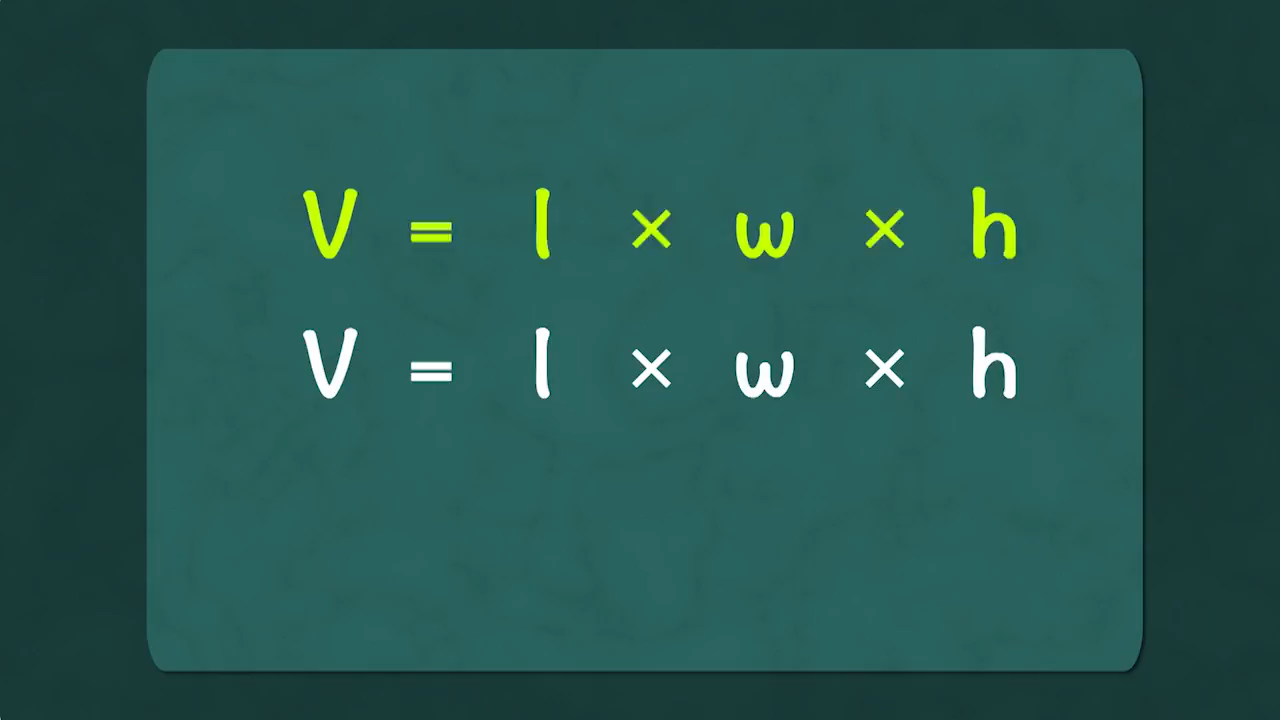 V = l × w × h
V = l × w × h